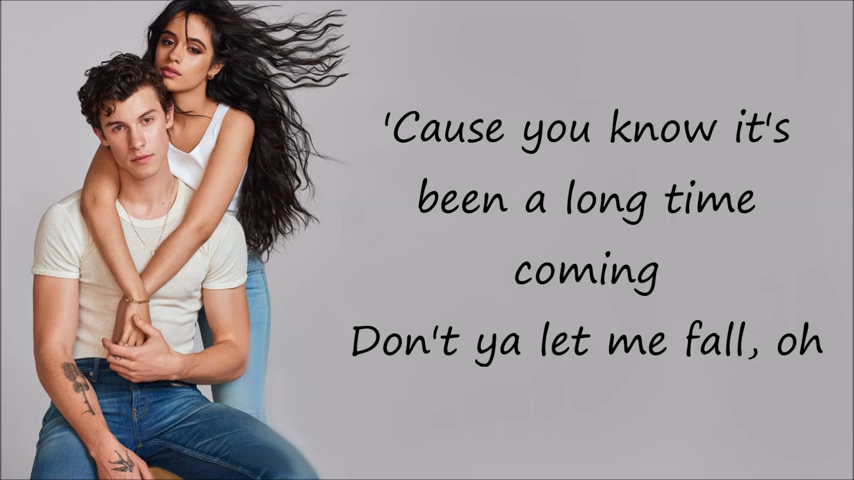 'Cause you know it's
been a long time
coming
Don't ya let me fall, oh